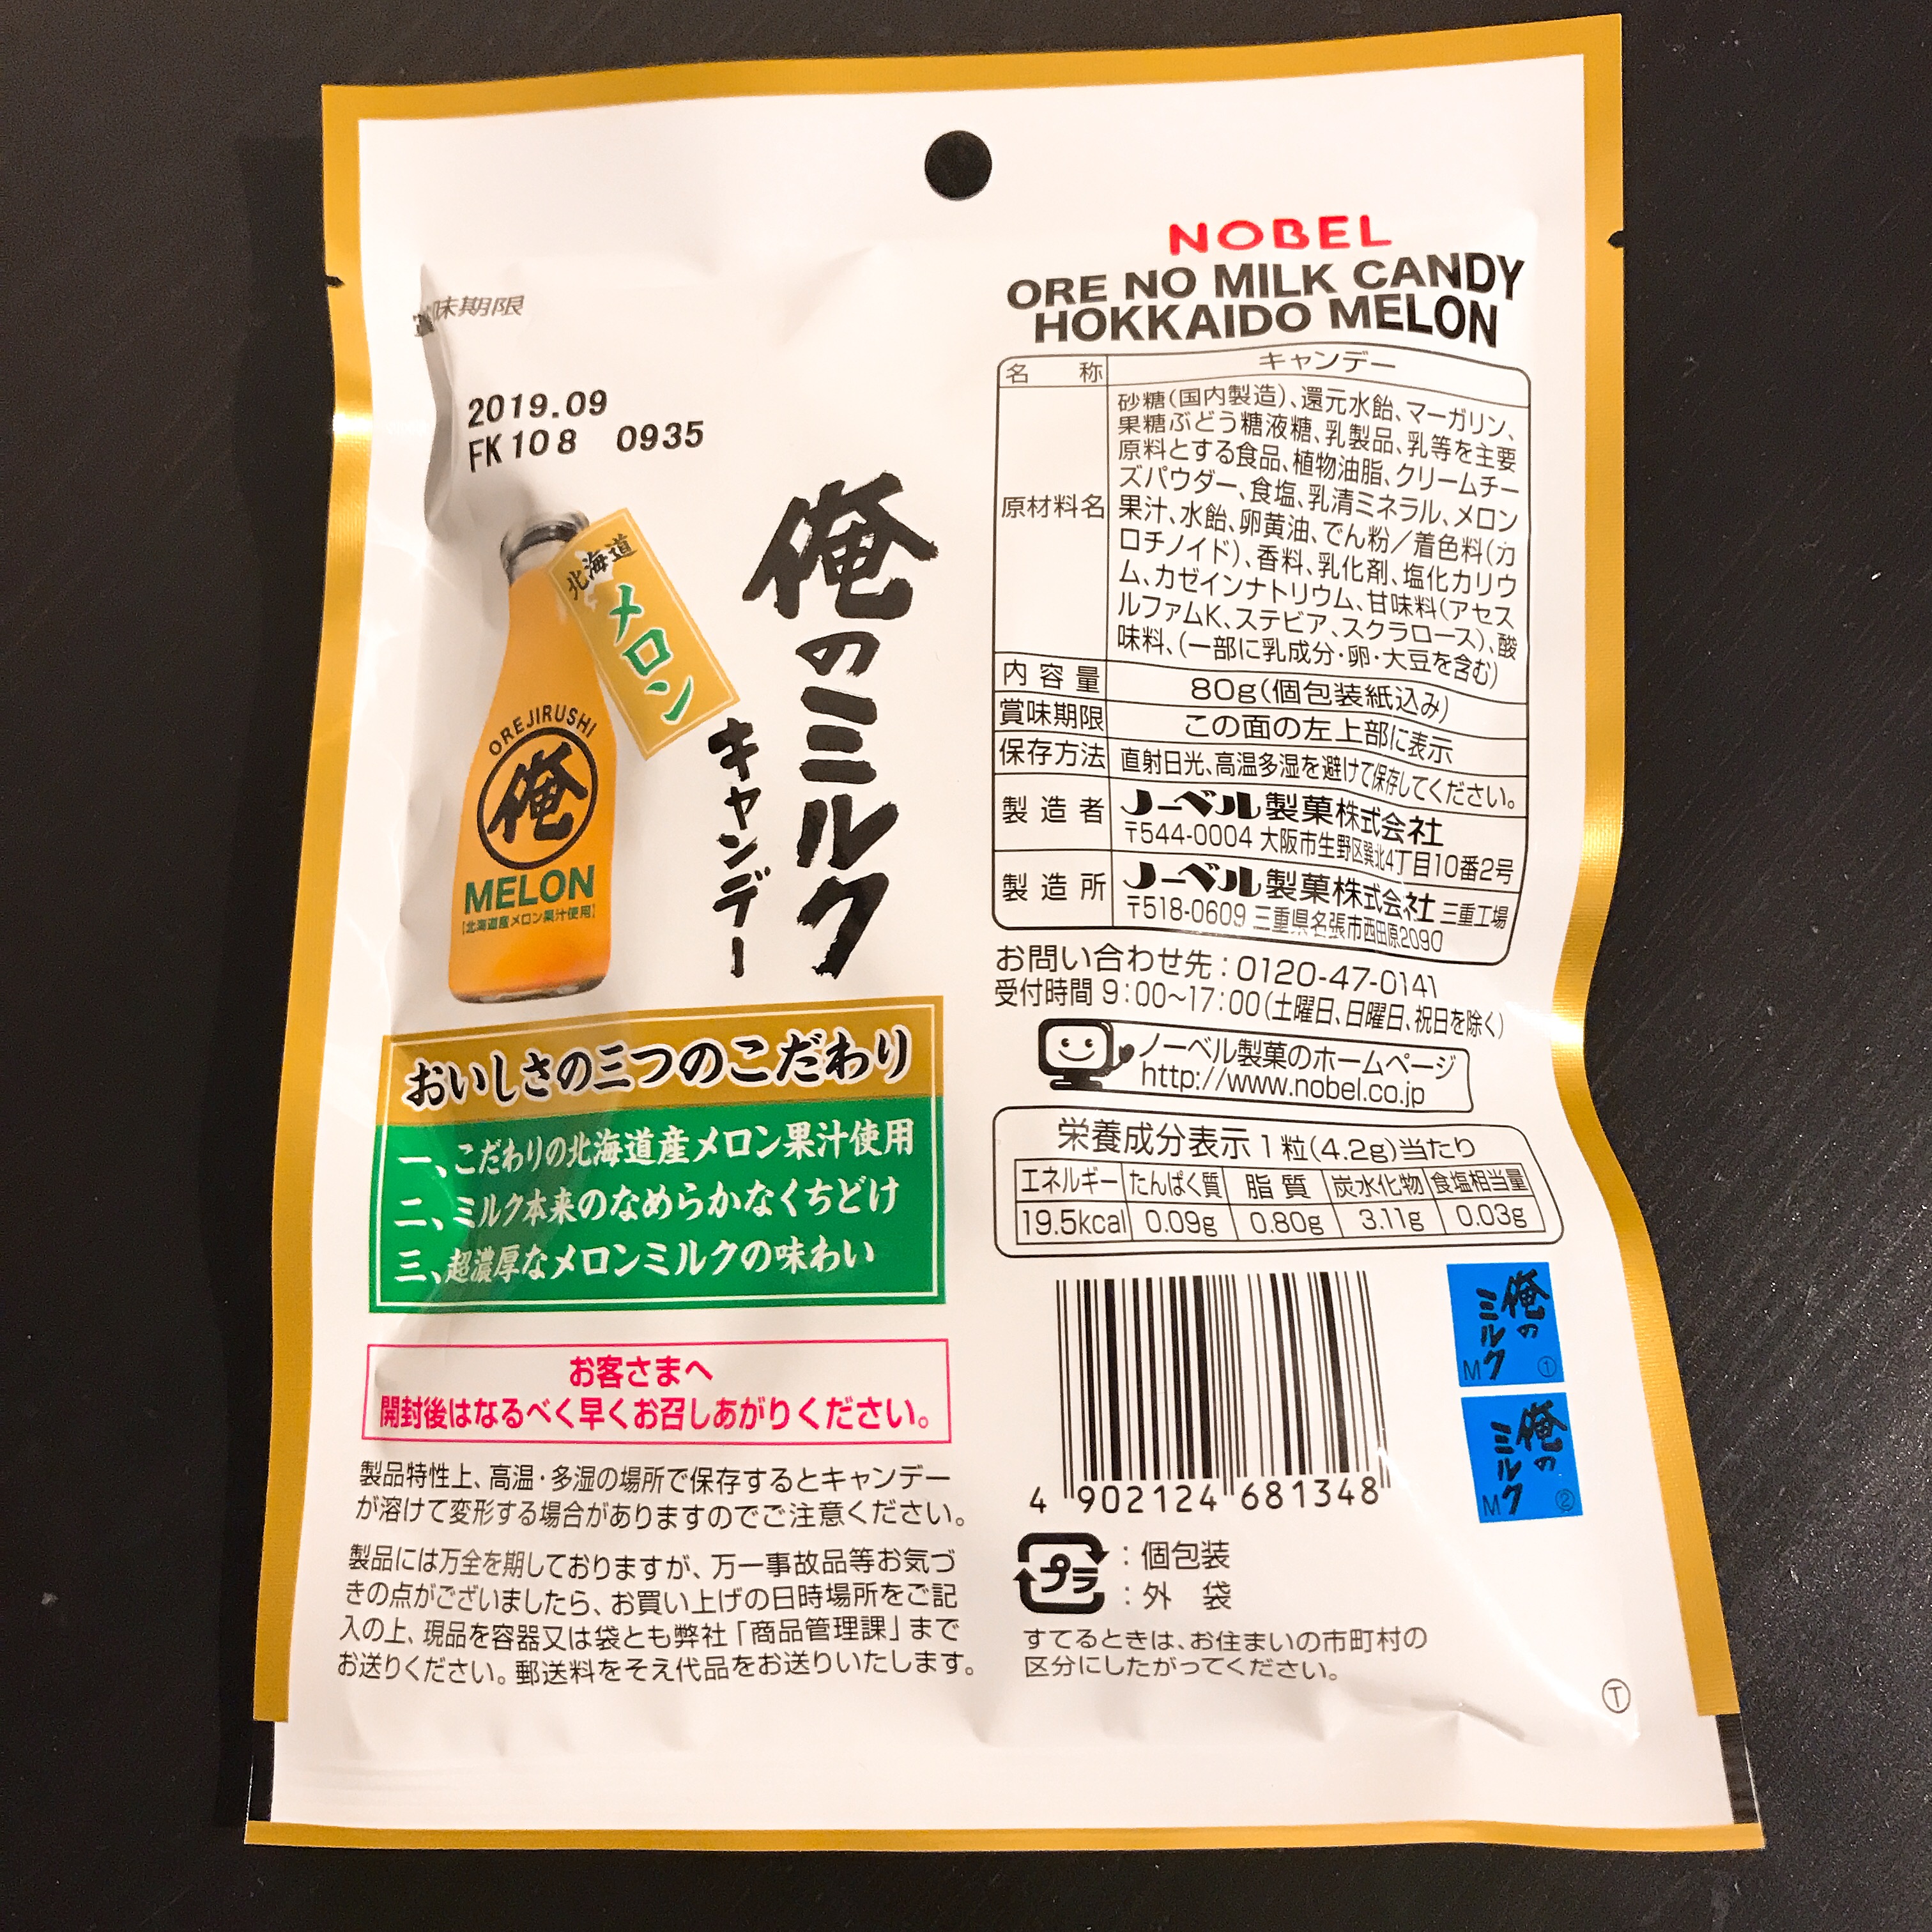 賞味期限
2019.09
FK108 0935
俺のミルク
キャンデー
北海道
メロン
OREJIRUSHI
俺
MELON
[北海道産メロン果汁使用]
おいしさの三つのこだわり
一、こだわりの北海道産メロン果汁使用
二、ミルク本来のなめらかなくちどけ
三、超濃厚なメロンミルクの味わい
お客さまへ
開封後はなるべく早くお召しあがりください。
製品特性上、高温・多湿の場所で保存するとキャンデー
が溶けて変形する場合がありますのでご注意ください。
製品には万全を期しておりますが、万一事故品等お気づ
きの点がございましたら、お買い上げの日時場所をご記
入の上、現品を容器又は袋とも弊社「商品管理課」まで
お送りください。郵送料をそえ代品をお送りいたします。
NOBEL
ORE NO MILK CANDY
HOKKAIDO MELON
名 称 キャンデー
原材料名
砂糖(国内製造)、還元水飴、マーガリン、
果糖ぶどう糖液糖、乳製品、乳等を主要
原料とする食品、植物油脂、クリームチー
ズパウダー、食塩、乳清ミネラル、メロン
果汁、水飴、卵黄油、でん粉／着色料(カ
ロチノイド)、香料、乳化剤、塩化カリウ
ム、カゼインナトリウム、甘味料(アセス
ルファムK、ステビア、スクラロース)、酸
味料、(一部に乳成分・卵・大豆を含む)
内容量 80g(個包装紙込み)
賞味期限 この面の左上部に表示
保存方法 直射日光、高温多湿を避けて保存してください。
製造者 ノーベル製菓株式会社
〒544-0004 大阪市生野区巽北4丁目10番2号
製造所 ノーベル製菓株式会社 三重工場
〒518-0609 三重県名張市西田原2090
お問い合わせ先：0120-47-0141
受付時間 9：00〜17：00(土曜日、日曜日、祝日を除く)
ノーベル製菓のホームページ
http://www.nobel.co.jp
栄養成分表示 1粒(4.2g)当たり
エネルギー たんぱく質 脂質 炭水化物 食塩相当量
19.5kcal 0.09g 0.80g 3.11g 0.03g
4 902124 681348
俺のミルク M ①
俺のミルク M ②
プラ
：個包装
：外 袋
すてるときは、お住まいの市町村の
区分にしたがってください。
Ⓣ